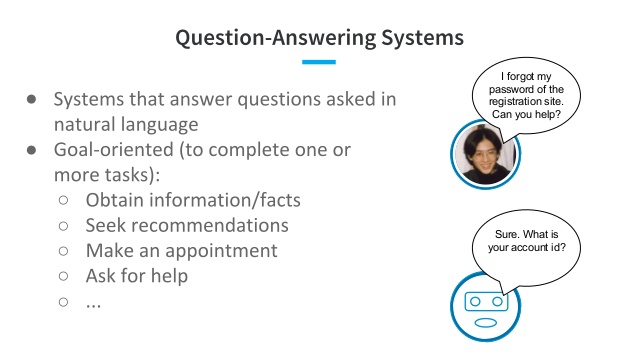 Question-Answering Systems
● Systems that answer questions asked in
natural language
● Goal-oriented (to complete one or
more tasks):
○ Obtain information/facts
○ Seek recommendations
○ Make an appointment
○ Ask for help
○ ...
I forgot my
password of the
registration site.
Can you help?
Sure. What is
your account id?